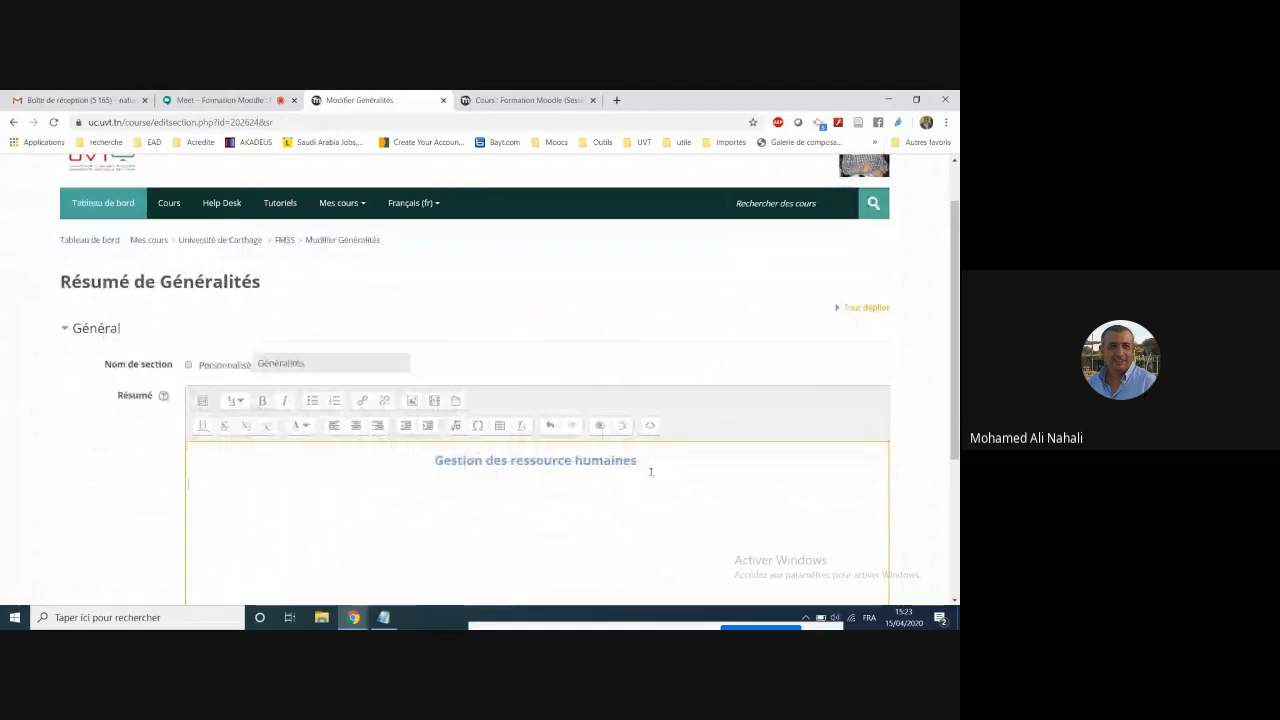 Boîte de réception (5 165) – naha
Meet – Formation Moodle :
Modifier Généralités
Cours : Formation Moodle (Sess
uc.uvt.tn/course/editsection.php?id=202624&sr
Applications
recherche
EAD
Acredite
AKADEUS
Saudi Arabia Jobs,...
Create Your Accoun...
Bayt.com
Moocs
Outils
UVT
utile
Importés
Galerie de composa...
»
Autres favoris
UVT
Tableau de bord
Cours
Help Desk
Tutoriels
Mes cours
Français (fr)
Rechercher des cours
Tableau de bord Mes cours > Université de Carthage > FM3S > Modifier Généralités
Résumé de Généralités
Tout déplier
Général
Nom de section
Personnalisé
Généralités
Résumé
Gestion des ressource humaines
Activer Windows
Accédez aux paramètres pour activer Windows.
Mohamed Ali Nahali
Taper ici pour rechercher
FRA
15:23
15/04/2020
2